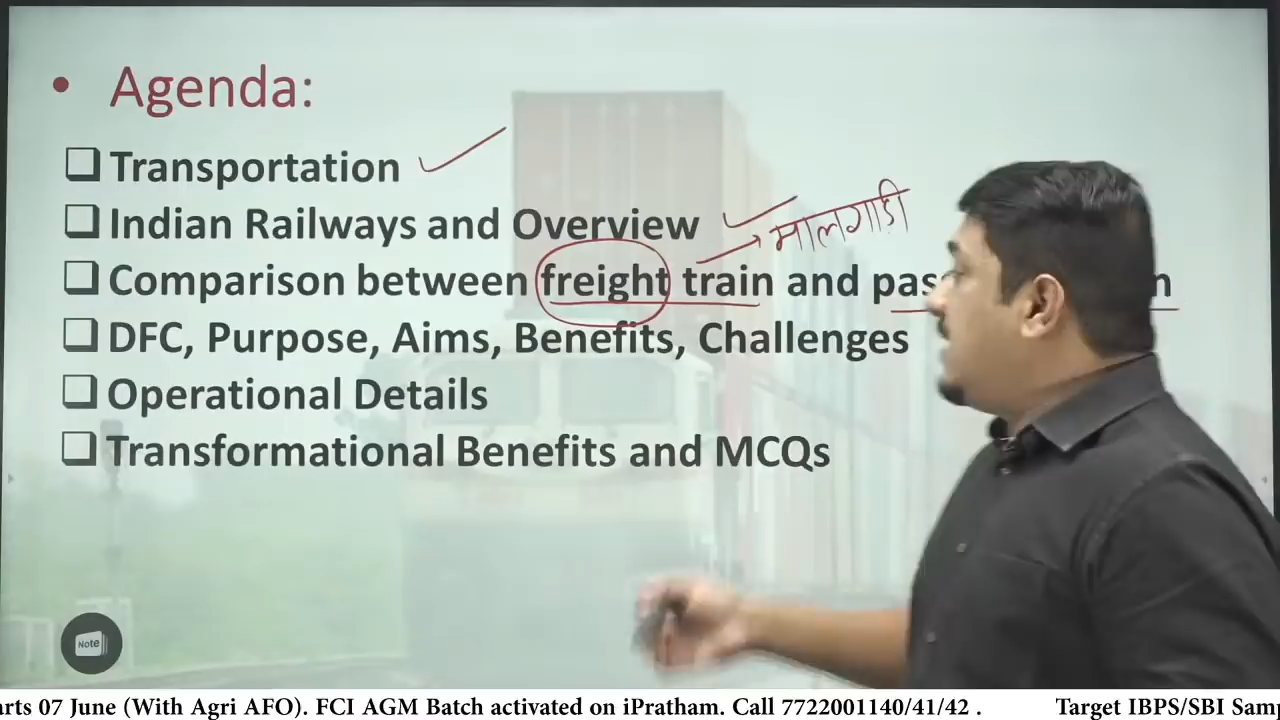 • Agenda:
❑ Transportation
❑ Indian Railways and Overview
मालगाडी
❑ Comparison between freight train and pas n
❑ DFC, Purpose, Aims, Benefits, Challenges
❑ Operational Details
❑ Transformational Benefits and MCQs
Note
arts 07 June (With Agri AFO). FCI AGM Batch activated on iPratham. Call 7722001140/41/42 . Target IBPS/SBI Samp